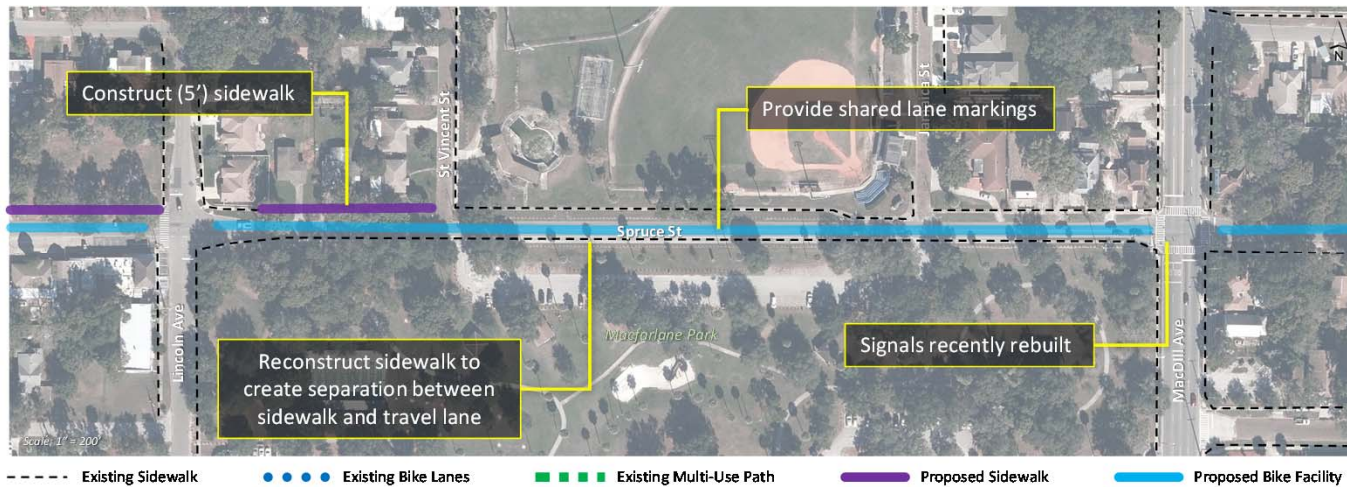 N
Construct (5') sidewalk
Provide shared lane markings
St Vincent St
Spruce St
Lincoln Ave
MacDill Ave
Macfarlane Park
Signals recently rebuilt
Reconstruct sidewalk to
create separation between
sidewalk and travel lane
Scale: 1" = 200'
Existing Sidewalk
Existing Bike Lanes
Existing Multi-Use Path
Proposed Sidewalk
Proposed Bike Facility